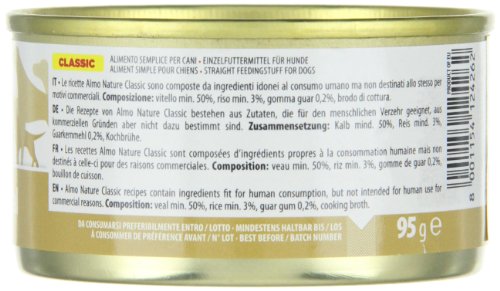 CLASSIC
ALIMENTO SEMPLICE PER CANI • EINZELFUTTERMITTEL FÜR HUNDE
ALIMENT SIMPLE POUR CHIENS • STRAIGHT FEEDINGSTUFF FOR DOGS
IT • Le ricette Almo Nature Classic sono composte da ingredienti idonei al consumo umano ma non destinati allo stesso per
motivi commerciali. Composizione: vitello min. 50%, riso min. 3%, gomma guar 0,2%, brodo di cottura.
DE • Die Rezepte von Almo Nature Classic bestehen aus Zutaten, die für den menschlichen Verzehr geeignet, aus
kommerziellen Gründen aber nicht dazu bestimmt sind. Zusammensetzung: Kalb mind. 50%, Reis mind. 3%,
Guarkernmehl 0,2%, Kochbrühe.
FR • Les recettes Almo Nature Classic sont composées d'ingrédients propres à la consommation humaine mais non
destinés à celle-ci pour des raisons commerciales. Composition: veau min. 50%, riz min. 3%, gomme de guar 0,2%,
bouillon de cuisson.
EN • Almo Nature Classic recipes contain ingredients fit for human consumption, but not intended for human use for
commercial reasons. Composition: veal min. 50%, rice min. 3%, guar gum 0,2%, cooking broth.
DA CONSUMARSI PREFERIBILMENTE ENTRO / LOTTO - MINDESTENS HALTBAR BIS / LOS
À CONSOMMER DE PRÉFÉRENCE AVANT / N° LOT - BEST BEFORE / BATCH NUMBER
95 g e
8 001154 124262